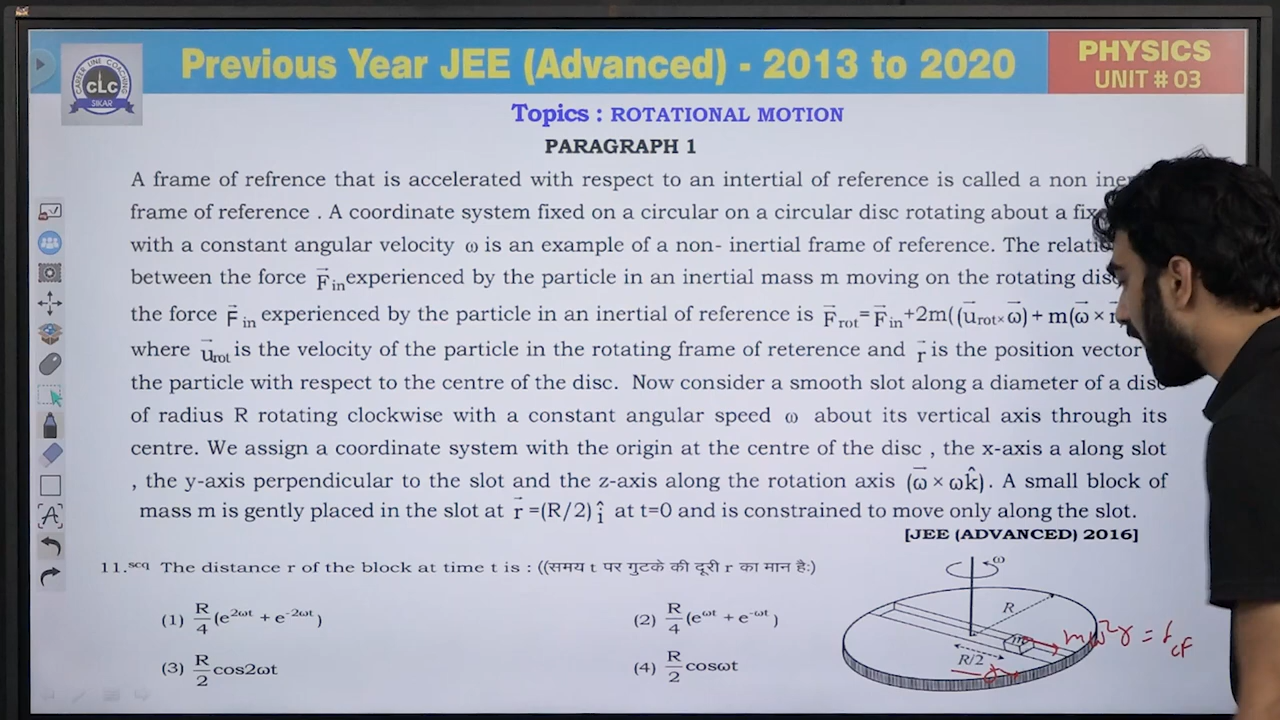 Previous Year JEE (Advanced) - 2013 to 2020
PHYSICS
UNIT # 03
CAREER LINE COACHING
CLC
SIKAR
Topics : ROTATIONAL MOTION
PARAGRAPH 1
A frame of refrence that is accelerated with respect to an intertial of reference is called a non
frame of reference . A coordinate system fixed on a circular on a circular disc rotating about a
with a constant angular velocity ω is an example of a non- inertial frame of reference. The
between the force F⃗in experienced by the particle in an inertial mass m moving on the rotating
the force F⃗in experienced by the particle in an inertial of reference is F⃗rot=F⃗in+2m((u⃗rot×ω⃗)+ m(ω⃗ ×
where u⃗rot is the velocity of the particle in the rotating frame of reterence and r⃗ is the position vector
the particle with respect to the centre of the disc. Now consider a smooth slot along a diameter of a disc
of radius R rotating clockwise with a constant angular speed ω about its vertical axis through its
centre. We assign a coordinate system with the origin at the centre of the disc , the x-axis a along slot
, the y-axis perpendicular to the slot and the z-axis along the rotation axis (ω⃗ × ωk̂). A small block of
mass m is gently placed in the slot at r⃗ =(R/2) î at t=0 and is constrained to move only along the slot.
[JEE (ADVANCED) 2016]
11.scq The distance r of the block at time t is : ((समय t पर गुटके की दूरी r का मान है:)
(1) R/4 (e^2ωt + e^-2ωt) (2) R/4 (e^ωt + e^-ωt)
(3) R/2 cos2ωt (4) R/2 cosωt
ω
R
m
R/2
mω²r = fCF